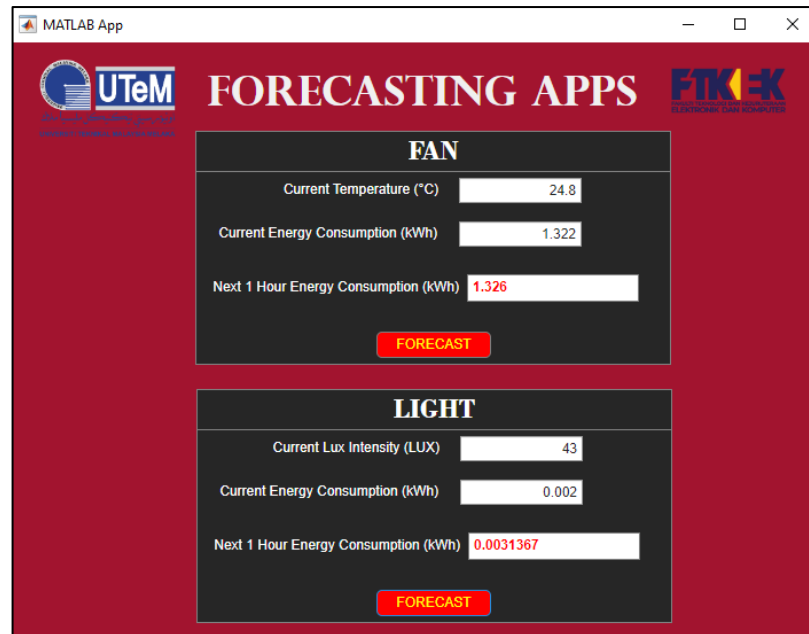 MATLAB App
UTeM
FORECASTING APPS
FTKEK
ELEKTRONIK DAN KOMPUTER
FAN
Current Temperature (°C) 24.8
Current Energy Consumption (kWh) 1.322
Next 1 Hour Energy Consumption (kWh) 1.326
FORECAST
LIGHT
Current Lux Intensity (LUX) 43
Current Energy Consumption (kWh) 0.002
Next 1 Hour Energy Consumption (kWh) 0.0031367
FORECAST